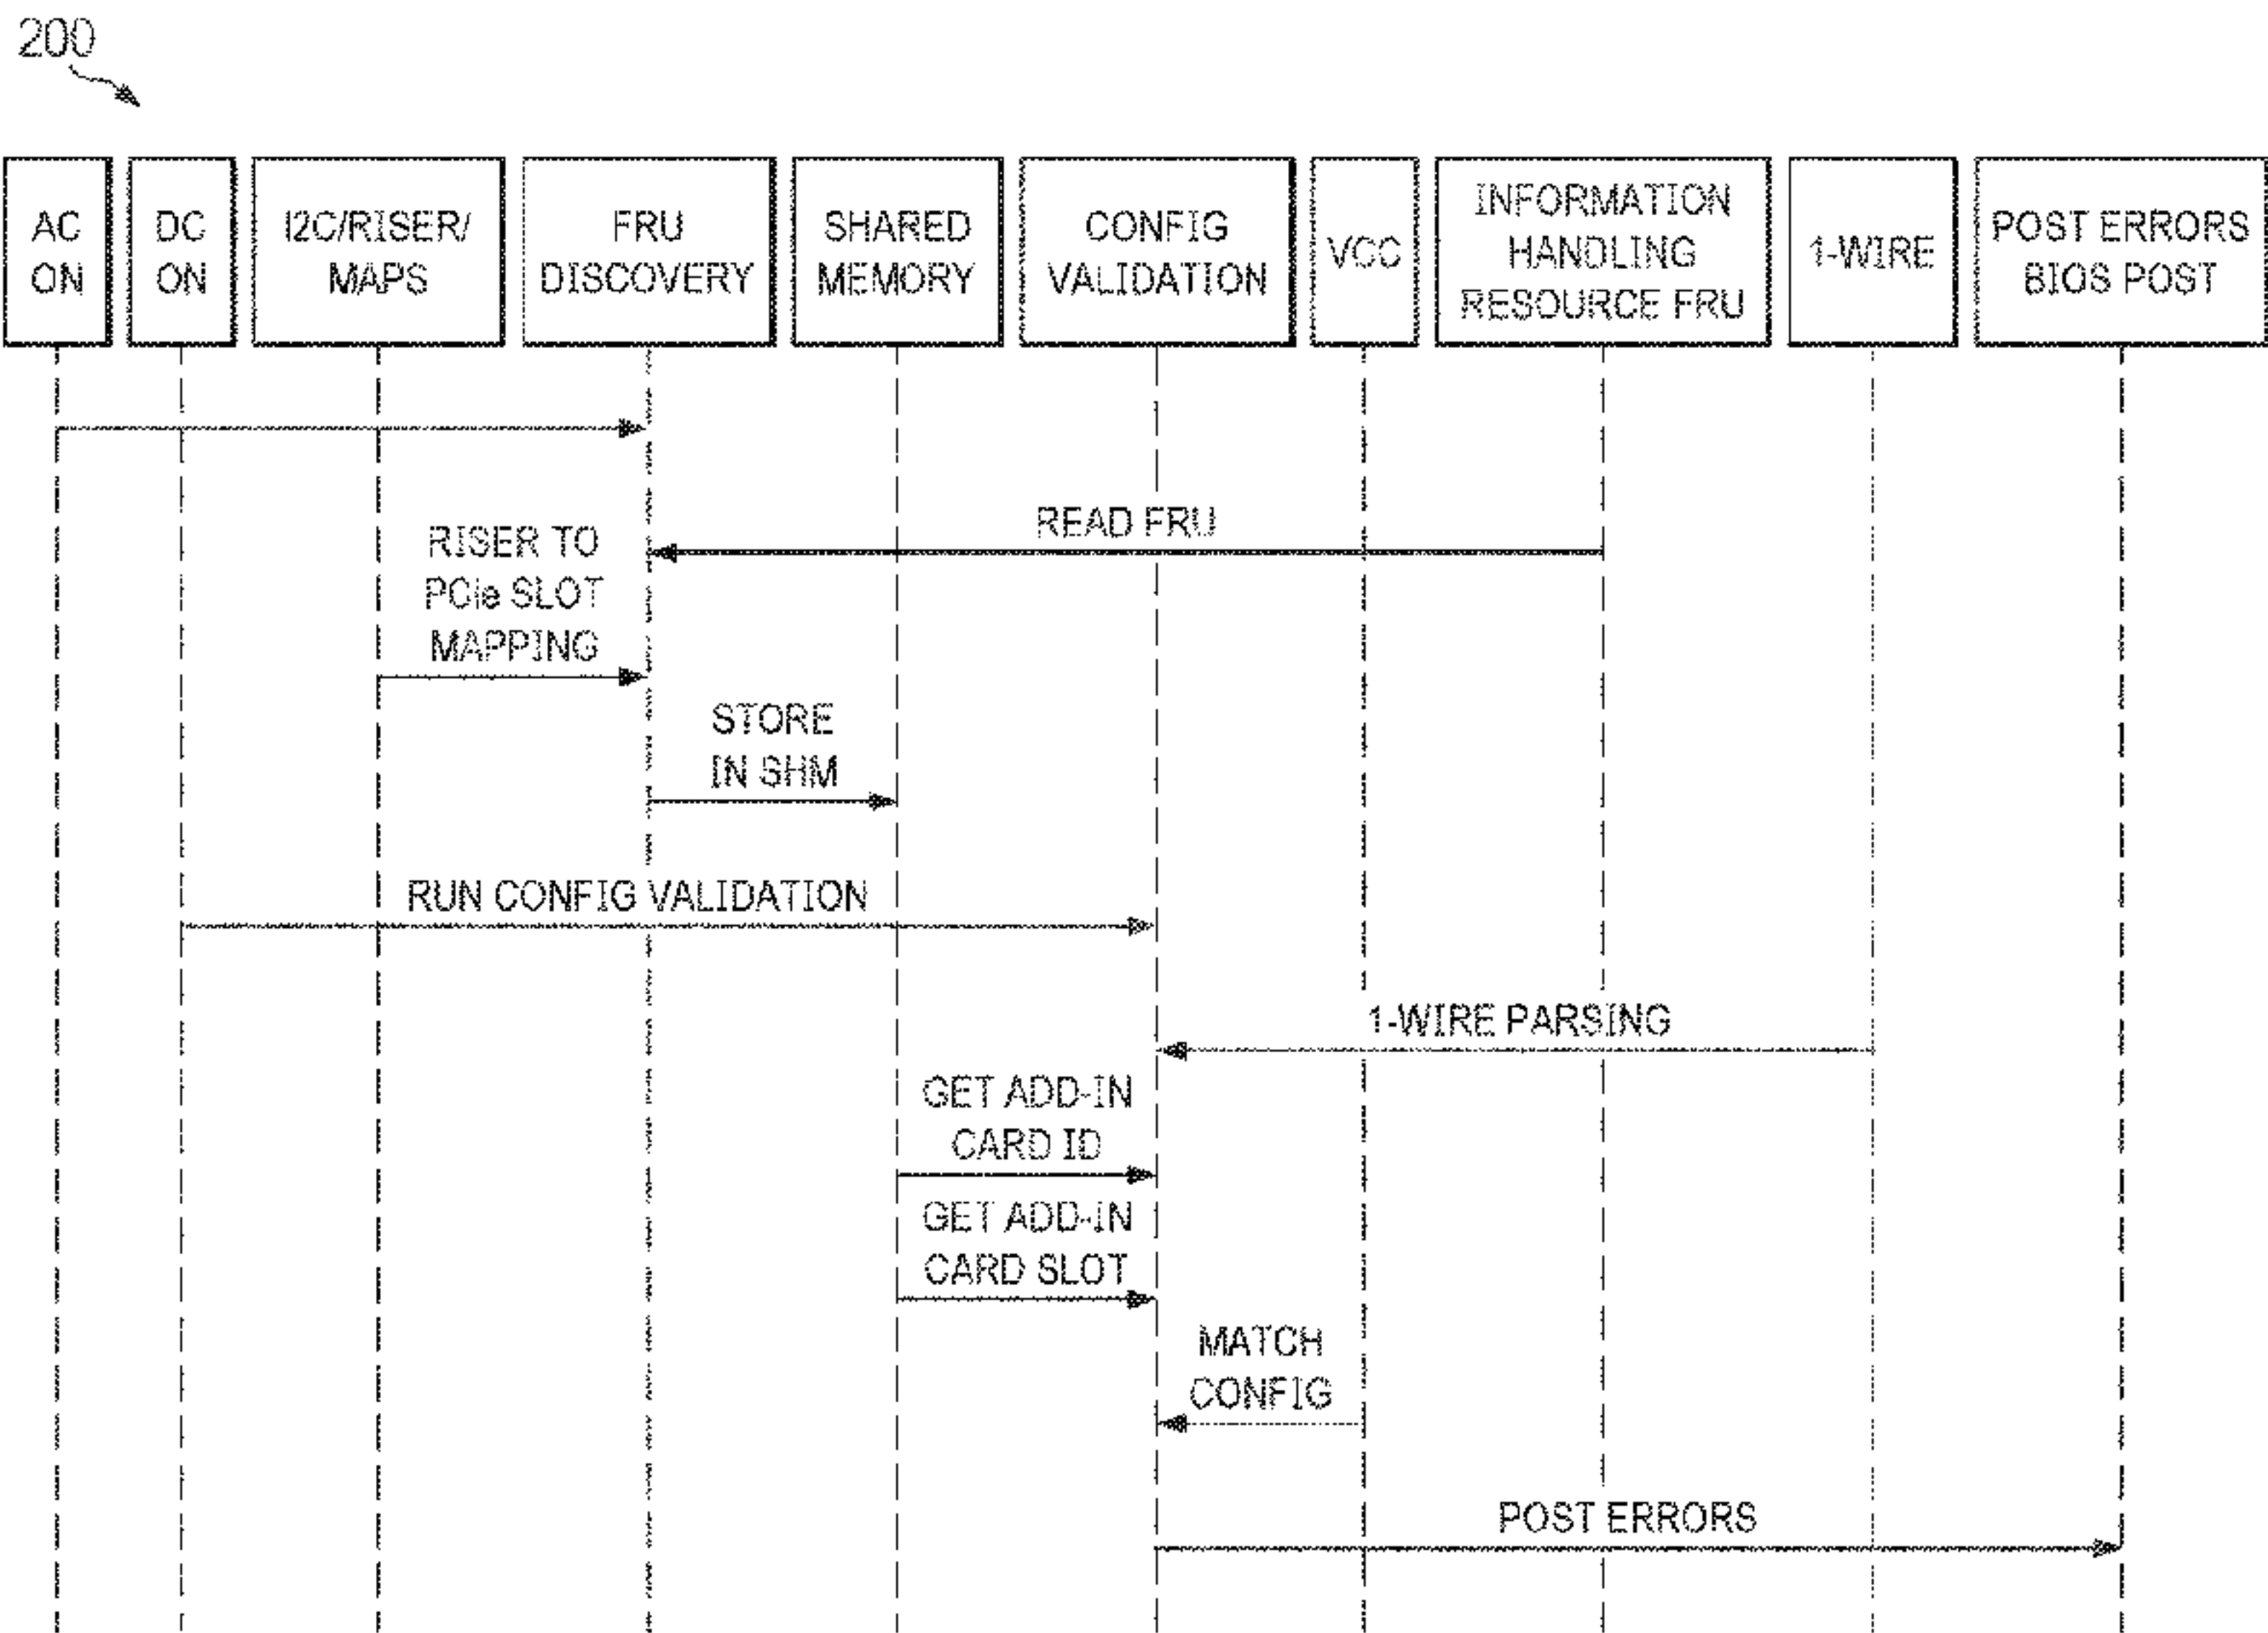 200
AC
ON
DC
ON
I2C/RISER/
MAPS
FRU
DISCOVERY
SHARED
MEMORY
CONFIG
VALIDATION
VCC
INFORMATION
HANDLING
RESOURCE FRU
1-WIRE
POST ERRORS
BIOS POST
READ FRU
RISER TO
PCIe SLOT
MAPPING
STORE
IN SHM
RUN CONFIG VALIDATION
1-WIRE PARSING
GET ADD-IN
CARD ID
GET ADD-IN
CARD SLOT
MATCH
CONFIG
POST ERRORS